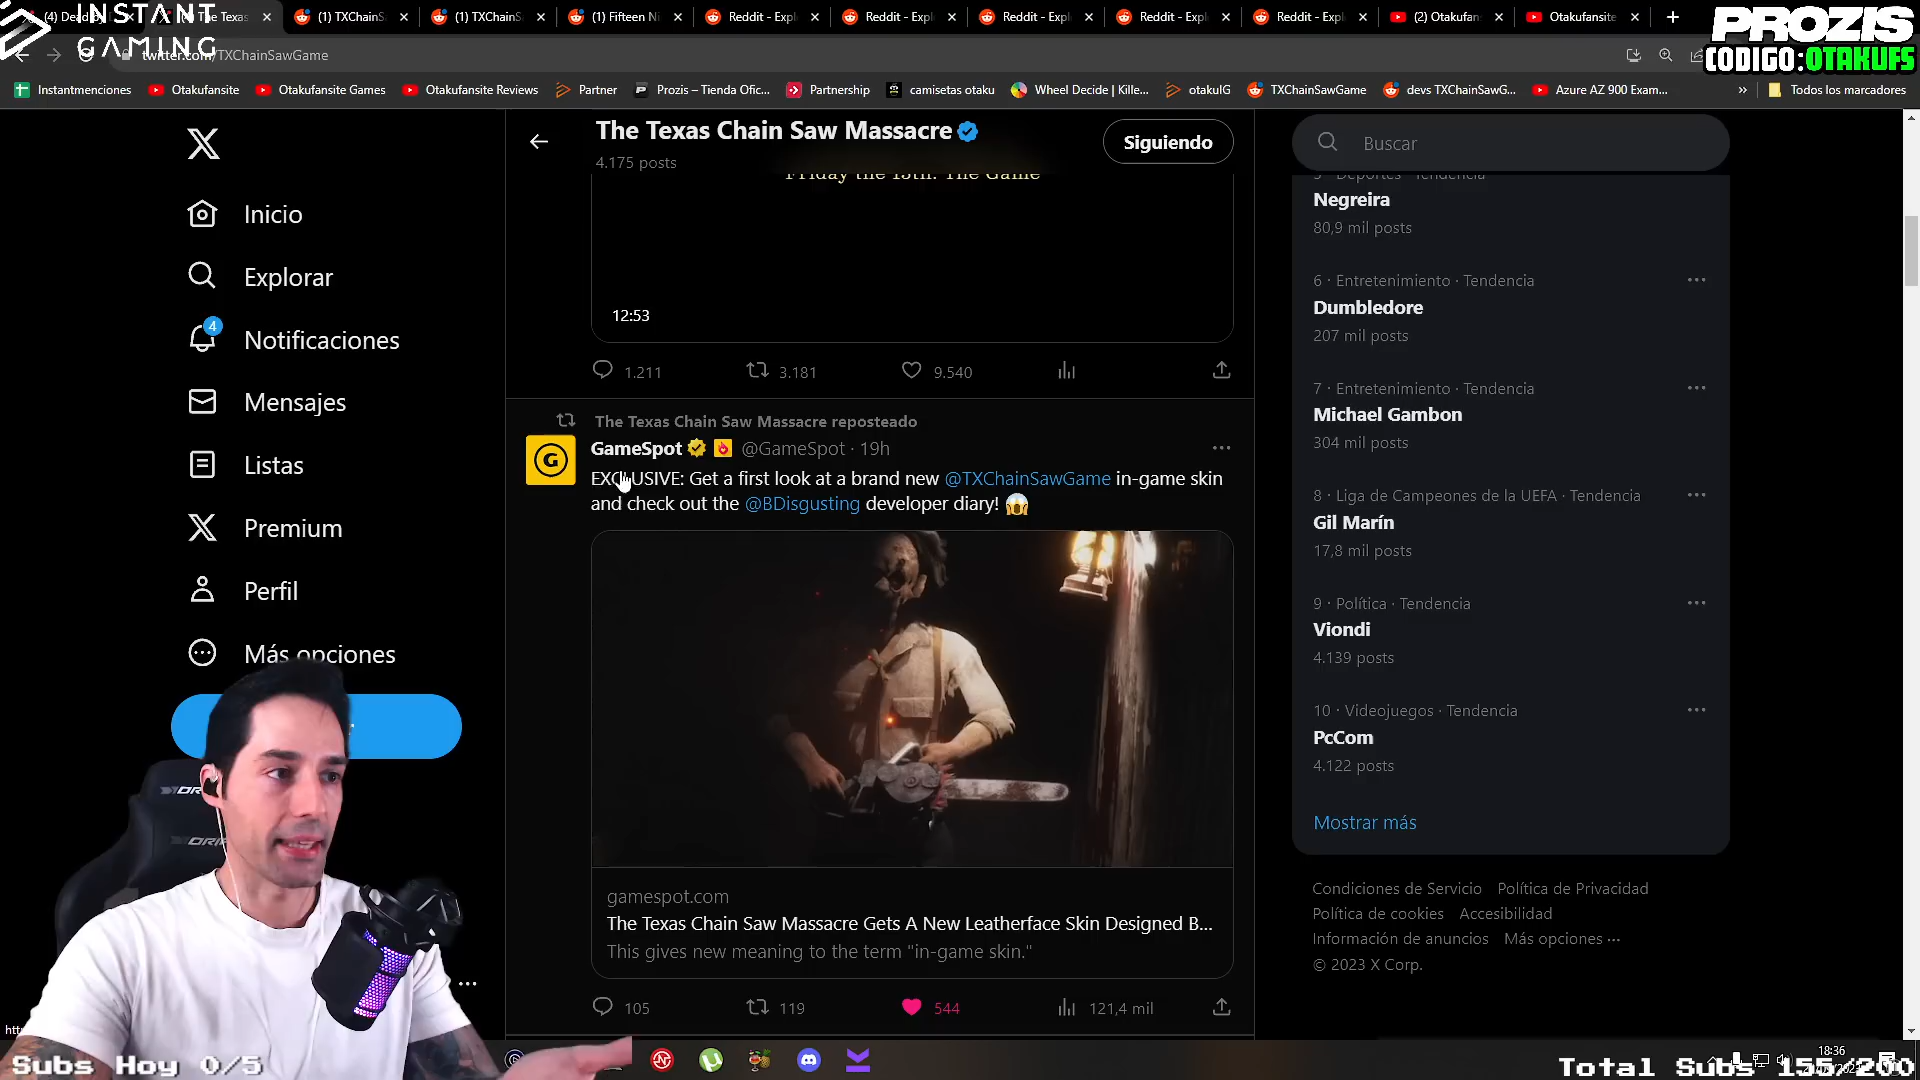 INSTANT
GAMING
The Texas
(1) TXChainS
(1) TXChainS
(1) Fifteen Ni
Reddit - Expl
Reddit - Expl
Reddit - Expl
Reddit - Expl
Reddit - Expl
(2) Otakufan
Otakufansite
PROZIS
CODIGO:OTAKUFS
twitter.com/TXChainSawGame
Instantmenciones
Otakufansite
Otakufansite Games
Otakufansite Reviews
Partner
Prozis – Tienda Ofic...
Partnership
camisetas otaku
Wheel Decide | Kille...
otakuIG
TXChainSawGame
devs TXChainSawG...
Azure AZ 900 Exam...
»
Todos los marcadores
The Texas Chain Saw Massacre
4.175 posts
Siguiendo
Buscar
Inicio
Explorar
4
Notificaciones
Mensajes
Listas
Premium
Perfil
Más opciones
Friday the 13th: The Game
12:53
1.211
3.181
9.540
The Texas Chain Saw Massacre reposteado
GameSpot @GameSpot · 19h
EXCLUSIVE: Get a first look at a brand new @TXChainSawGame in-game skin
and check out the @BDisgusting developer diary! 😱
gamespot.com
The Texas Chain Saw Massacre Gets A New Leatherface Skin Designed B...
This gives new meaning to the term "in-game skin."
105
119
544
121,4 mil
5 · Deportes · Tendencia
Negreira
80,9 mil posts
6 · Entretenimiento · Tendencia
Dumbledore
207 mil posts
7 · Entretenimiento · Tendencia
Michael Gambon
304 mil posts
8 · Liga de Campeones de la UEFA · Tendencia
Gil Marín
17,8 mil posts
9 · Política · Tendencia
Viondi
4.139 posts
10 · Videojuegos · Tendencia
PcCom
4.122 posts
Mostrar más
Condiciones de Servicio Política de Privacidad
Política de cookies Accesibilidad
Información de anuncios Más opciones ···
© 2023 X Corp.
Subs Hoy 0/5
18:36
Total Subs 155/200